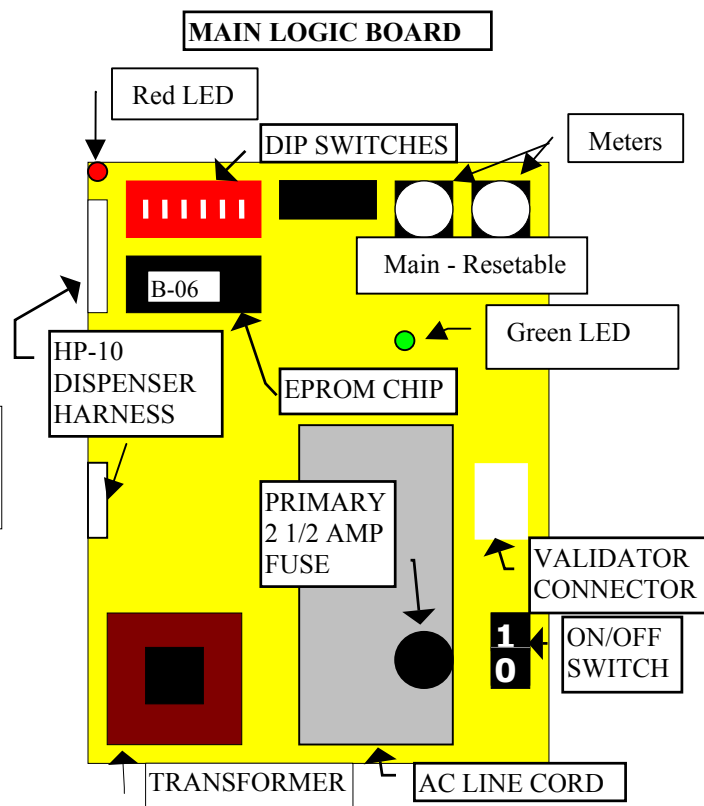 MAIN LOGIC BOARD
Red LED
DIP SWITCHES
Meters
Main - Resetable
B-06
Green LED
HP-10
DISPENSER
HARNESS
EPROM CHIP
PRIMARY
2 1/2 AMP
FUSE
VALIDATOR
CONNECTOR
1
0
ON/OFF
SWITCH
TRANSFORMER
AC LINE CORD